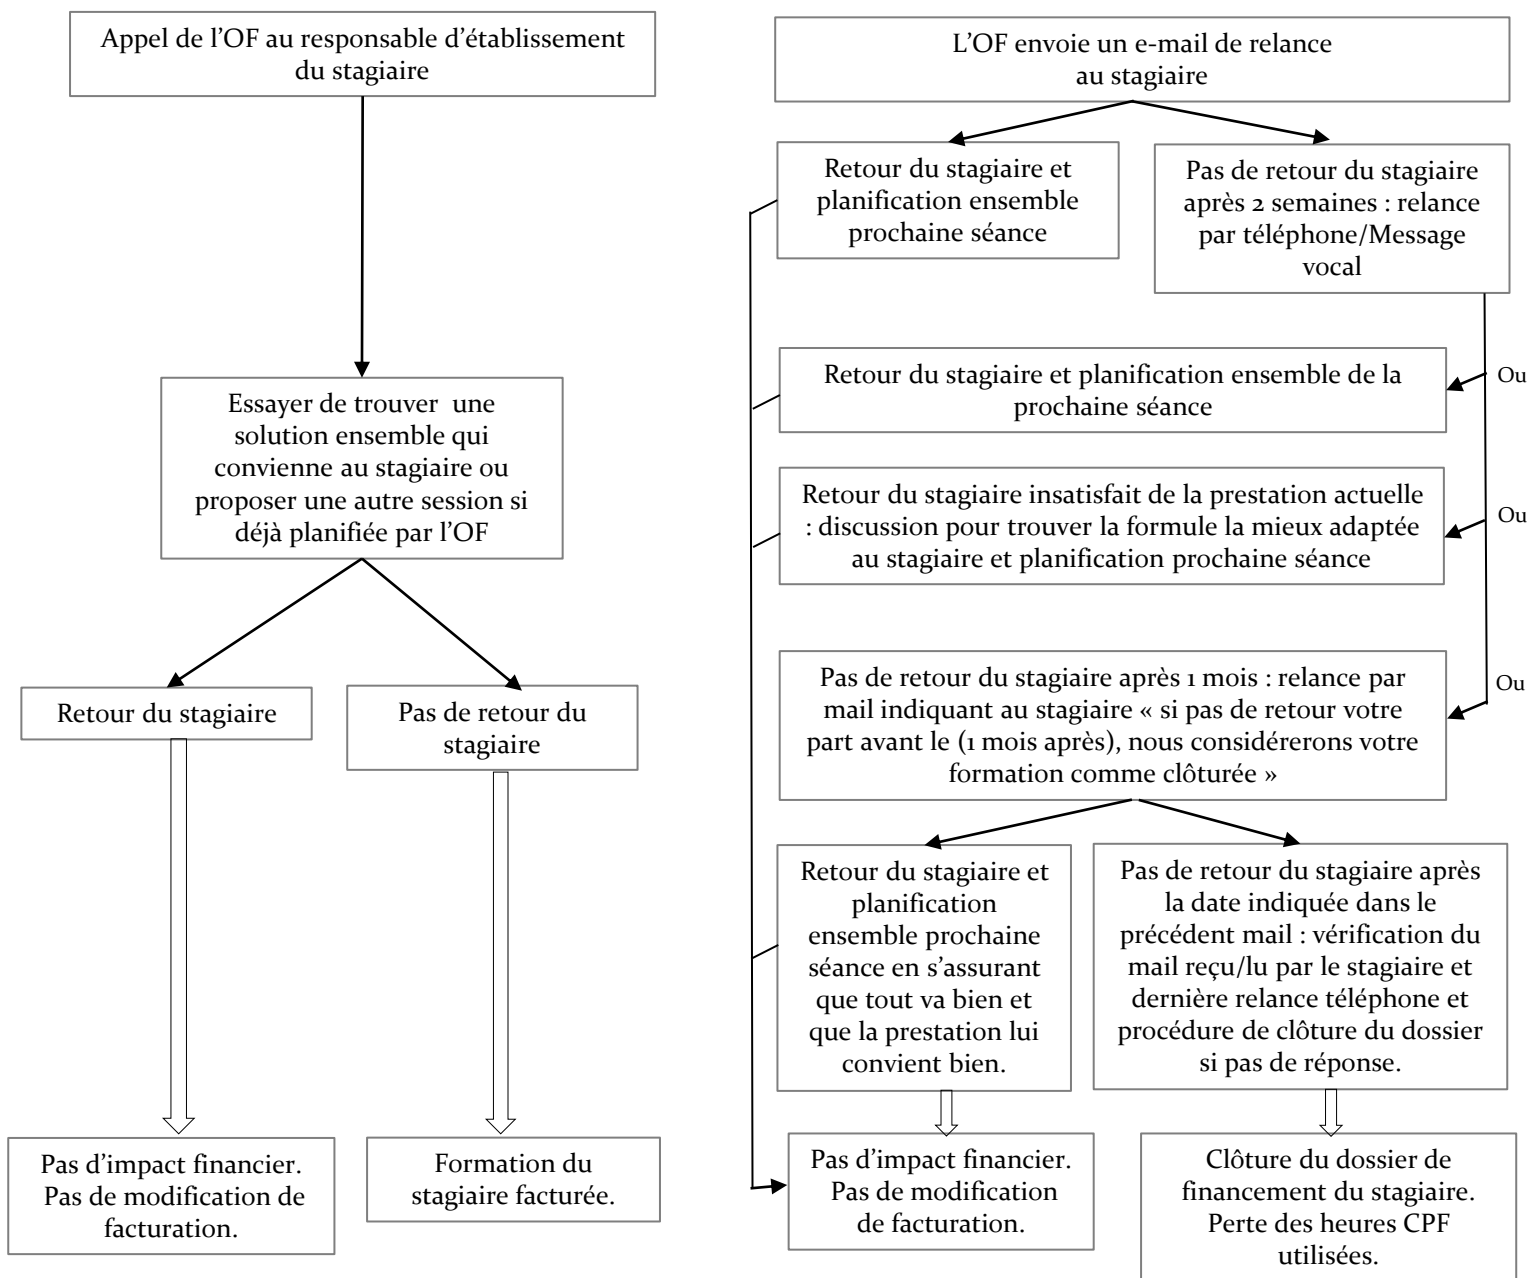 Appel de l'OF au responsable d'établissement
du stagiaire
Essayer de trouver  une
solution ensemble qui
convienne au stagiaire ou
proposer une autre session si
déjà planifiée par l'OF
Retour du stagiaire
Pas de retour du
stagiaire
Pas d'impact financier.
Pas de modification de
facturation.
Formation du
stagiaire facturée.
L'OF envoie un e-mail de relance
au stagiaire
Retour du stagiaire et
planification ensemble
prochaine séance
Pas de retour du stagiaire
après 2 semaines : relance
par téléphone/Message
vocal
Retour du stagiaire et planification ensemble de la
prochaine séance
Ou
Retour du stagiaire insatisfait de la prestation actuelle
: discussion pour trouver la formule la mieux adaptée
au stagiaire et planification prochaine séance
Ou
Pas de retour du stagiaire après 1 mois : relance par
mail indiquant au stagiaire « si pas de retour votre
part avant le (1 mois après), nous considérerons votre
formation comme clôturée »
Ou
Retour du stagiaire et
planification
ensemble prochaine
séance en s'assurant
que tout va bien et
que la prestation lui
convient bien.
Pas de retour du stagiaire après
la date indiquée dans le
précédent mail : vérification du
mail reçu/lu par le stagiaire et
dernière relance téléphone et
procédure de clôture du dossier
si pas de réponse.
Pas d'impact financier.
Pas de modification
de facturation.
Clôture du dossier de
financement du stagiaire.
Perte des heures CPF
utilisées.